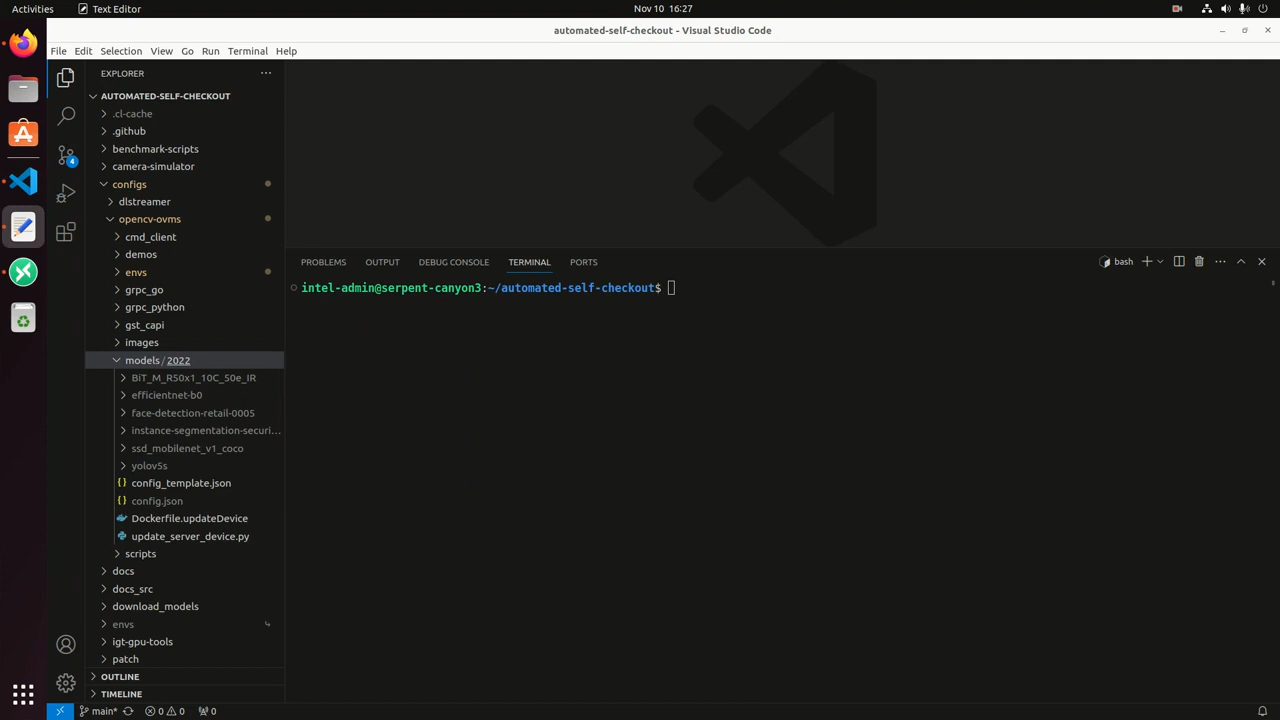 Activities
Text Editor
Nov 10 16:27
automated-self-checkout - Visual Studio Code
File Edit Selection View Go Run Terminal Help
EXPLORER
AUTOMATED-SELF-CHECKOUT
.cl-cache
.github
benchmark-scripts
camera-simulator
configs
dlstreamer
opencv-ovms
cmd_client
demos
envs
grpc_go
grpc_python
gst_capi
images
models / 2022
BiT_M_R50x1_10C_50e_IR
efficientnet-b0
face-detection-retail-0005
instance-segmentation-securi...
ssd_mobilenet_v1_coco
yolov5s
config_template.json
config.json
Dockerfile.updateDevice
update_server_device.py
scripts
docs
docs_src
download_models
envs
igt-gpu-tools
patch
OUTLINE
TIMELINE
4
PROBLEMS OUTPUT DEBUG CONSOLE TERMINAL PORTS
bash
intel-admin@serpent-canyon3:~/automated-self-checkout$
main* 0 0 0